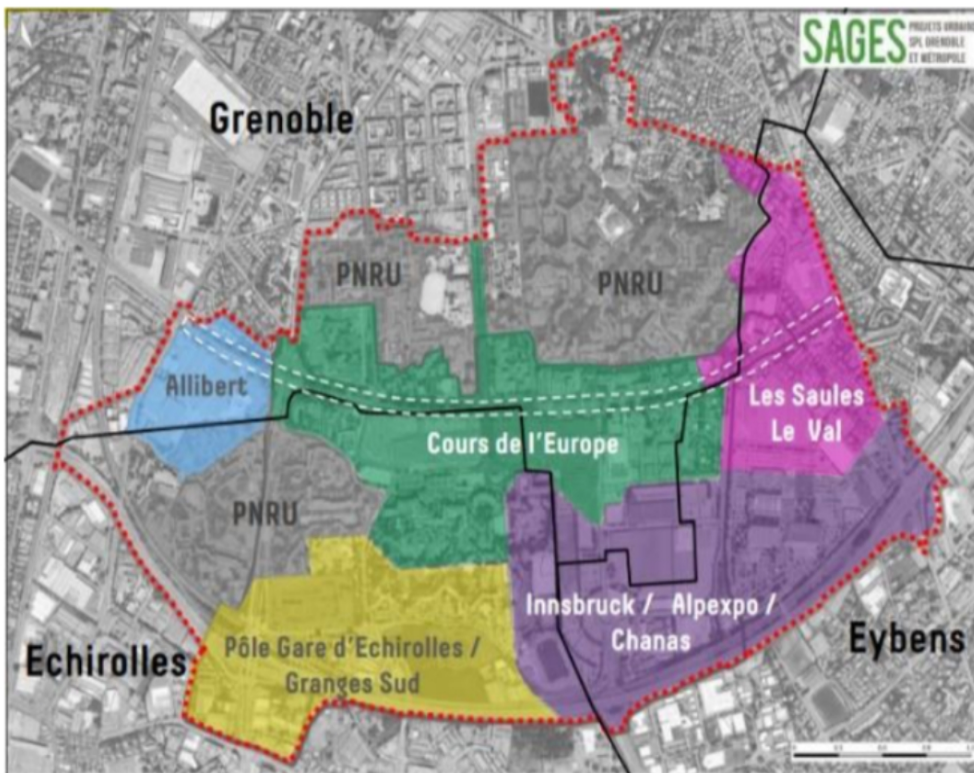 SAGES
PROJETS URBAINS
SPL GRENOBLE
ET MÉTROPOLE
Grenoble
PNRU
PNRU
Allibert
Les Saules
Le Val
Cours de l'Europe
PNRU
Innsbruck / Alpexpo /
Chanas
Echirolles
Pôle Gare d'Echirolles /
Granges Sud
Eybens